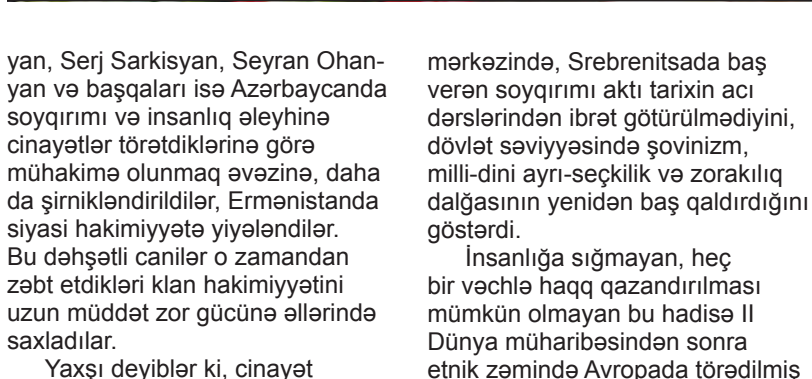 yan, Serj Sarkisyan, Seyran Ohan-
yan və başqaları isə Azərbaycanda
soyqırımı və insanlıq əleyhinə
cinayətlər törətdiklərinə görə
mühakimə olunmaq əvəzinə, daha
da şirnikləndirildilər, Ermənistanda
siyasi hakimiyyətə yiyələndilər.
Bu dəhşətli canilər o zamandan
zəbt etdikləri klan hakimiyyətini
uzun müddət zor gücünə əllərində
saxladılar.
Yaxşı deyiblər ki, cinayət
mərkəzində, Srebrenitsada baş
verən soyqırımı aktı tarixin acı
dərslərindən ibrət götürülmədiyini,
dövlət səviyyəsində şovinizm,
milli-dini ayrı-seçkilik və zorakılıq
dalğasının yenidən baş qaldırdığını
göstərdi.
İnsanlığa sığmayan, heç
bir vəchlə haqq qazandırılması
mümkün olmayan bu hadisə II
Dünya müharibəsindən sonra
etnik zəmində Avropada törədilmiş